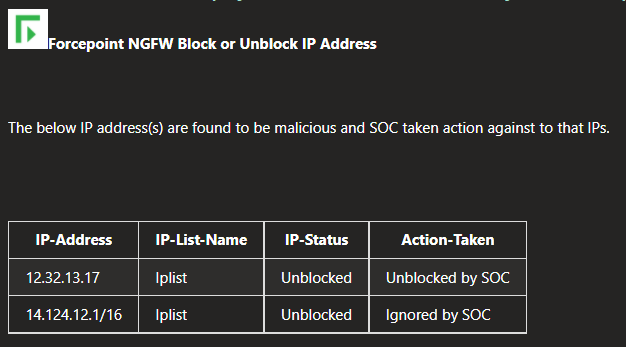 Forcepoint NGFW Block or Unblock IP Address
The below IP address(s) are found to be malicious and SOC taken action against to that IPs.
IP-Address IP-List-Name IP-Status Action-Taken
12.32.13.17 Iplist Unblocked Unblocked by SOC
14.124.12.1/16 Iplist Unblocked Ignored by SOC